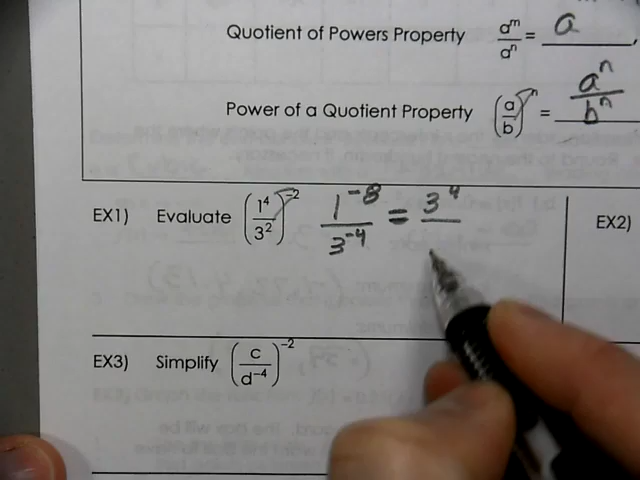 Quotient of Powers Property a^m/a^n = a
Power of a Quotient Property (a/b)^n = a^n/b^n
EX1) Evaluate (1^4/3^2)^-2 1^-8/3^-4 = 3^4/
EX2)
EX3) Simplify (c/d^-4)^-2